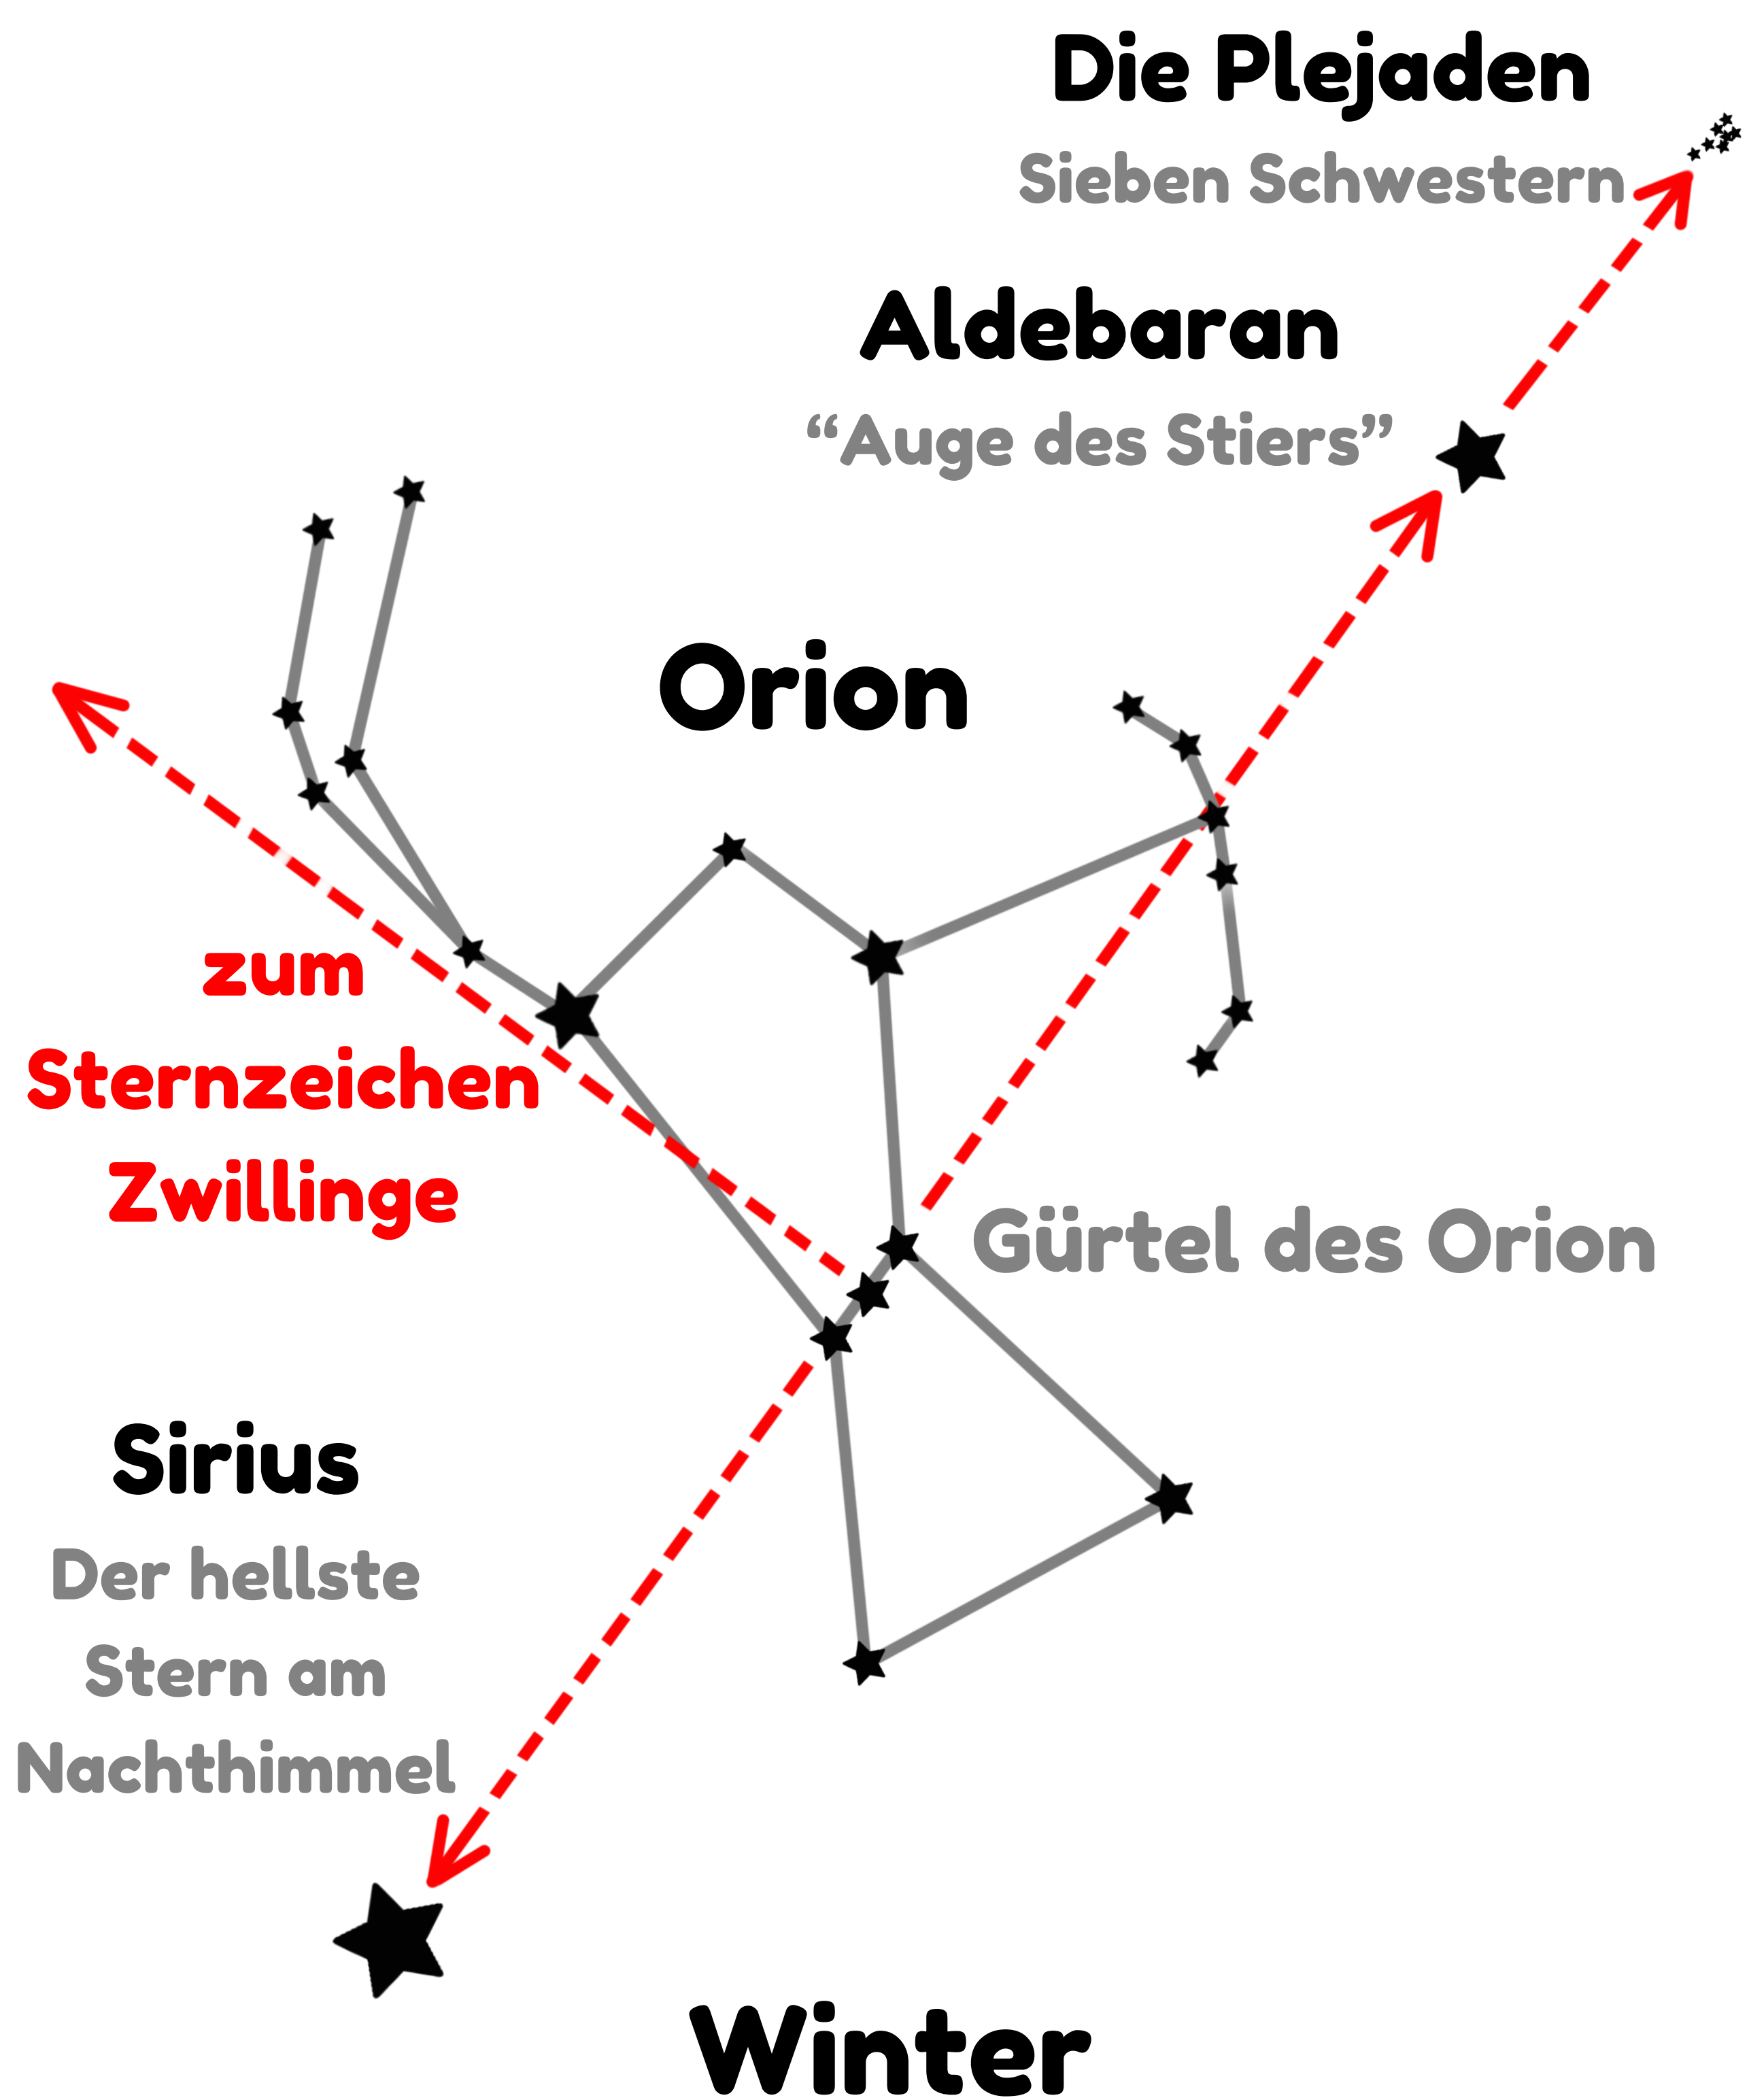 Die Plejaden
Sieben Schwestern
Aldebaran
“Auge des Stiers”
Orion
zum
Sternzeichen
Zwillinge
Gürtel des Orion
Sirius
Der hellste
Stern am
Nachthimmel
Winter